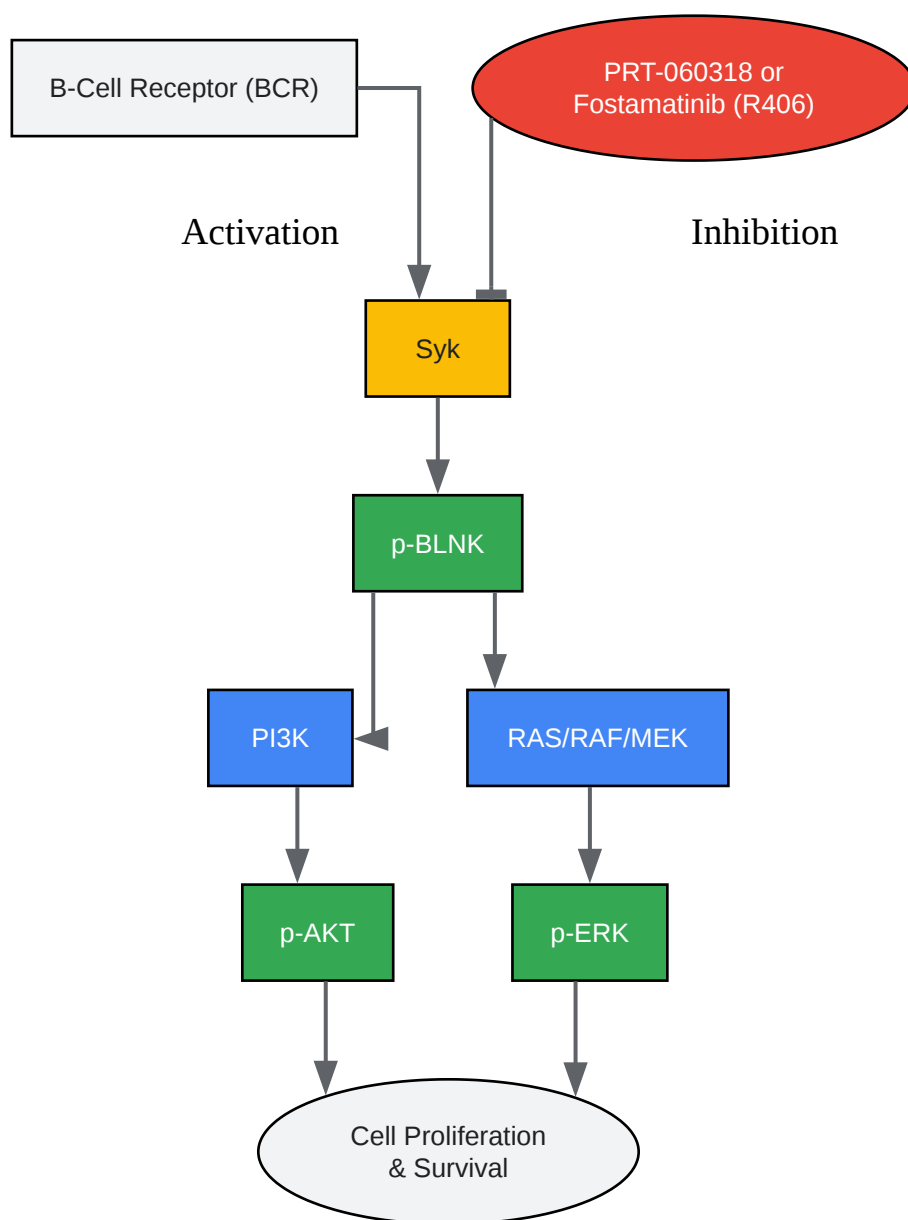 B-Cell Receptor (BCR)
PRT-060318 or
Fostamatinib (R406)
Activation
Inhibition
Syk
p-BLNK
PI3K
RAS/RAF/MEK
p-AKT
p-ERK
Cell Proliferation
& Survival